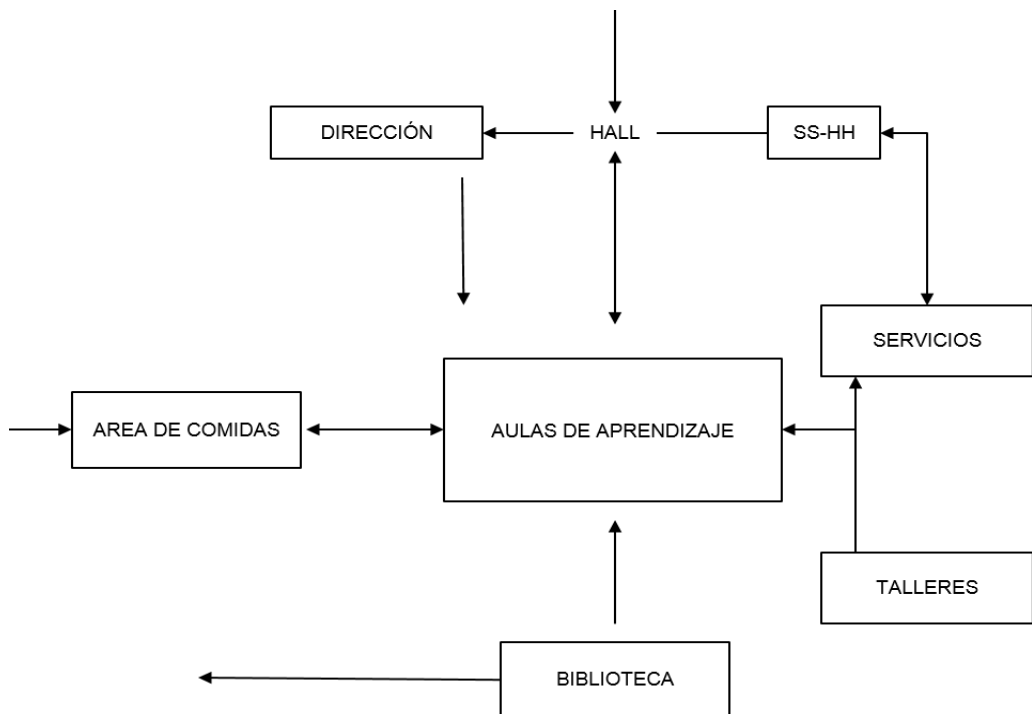 DIRECCIÓN
HALL
SS-HH
SERVICIOS
AREA DE COMIDAS
AULAS DE APRENDIZAJE
TALLERES
BIBLIOTECA